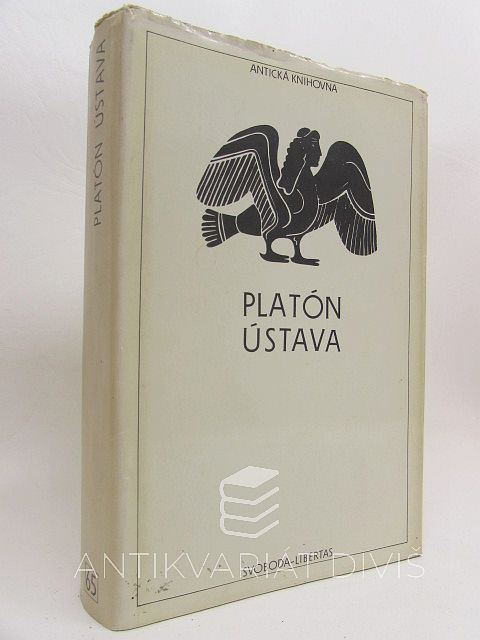 PLATÓN ÚSTAVA
65
ANTICKÁ KNIHOVNA
PLATÓN
ÚSTAVA
SVOBODA-LIBERTAS
ANTIKVARIÁT DIVIŠ